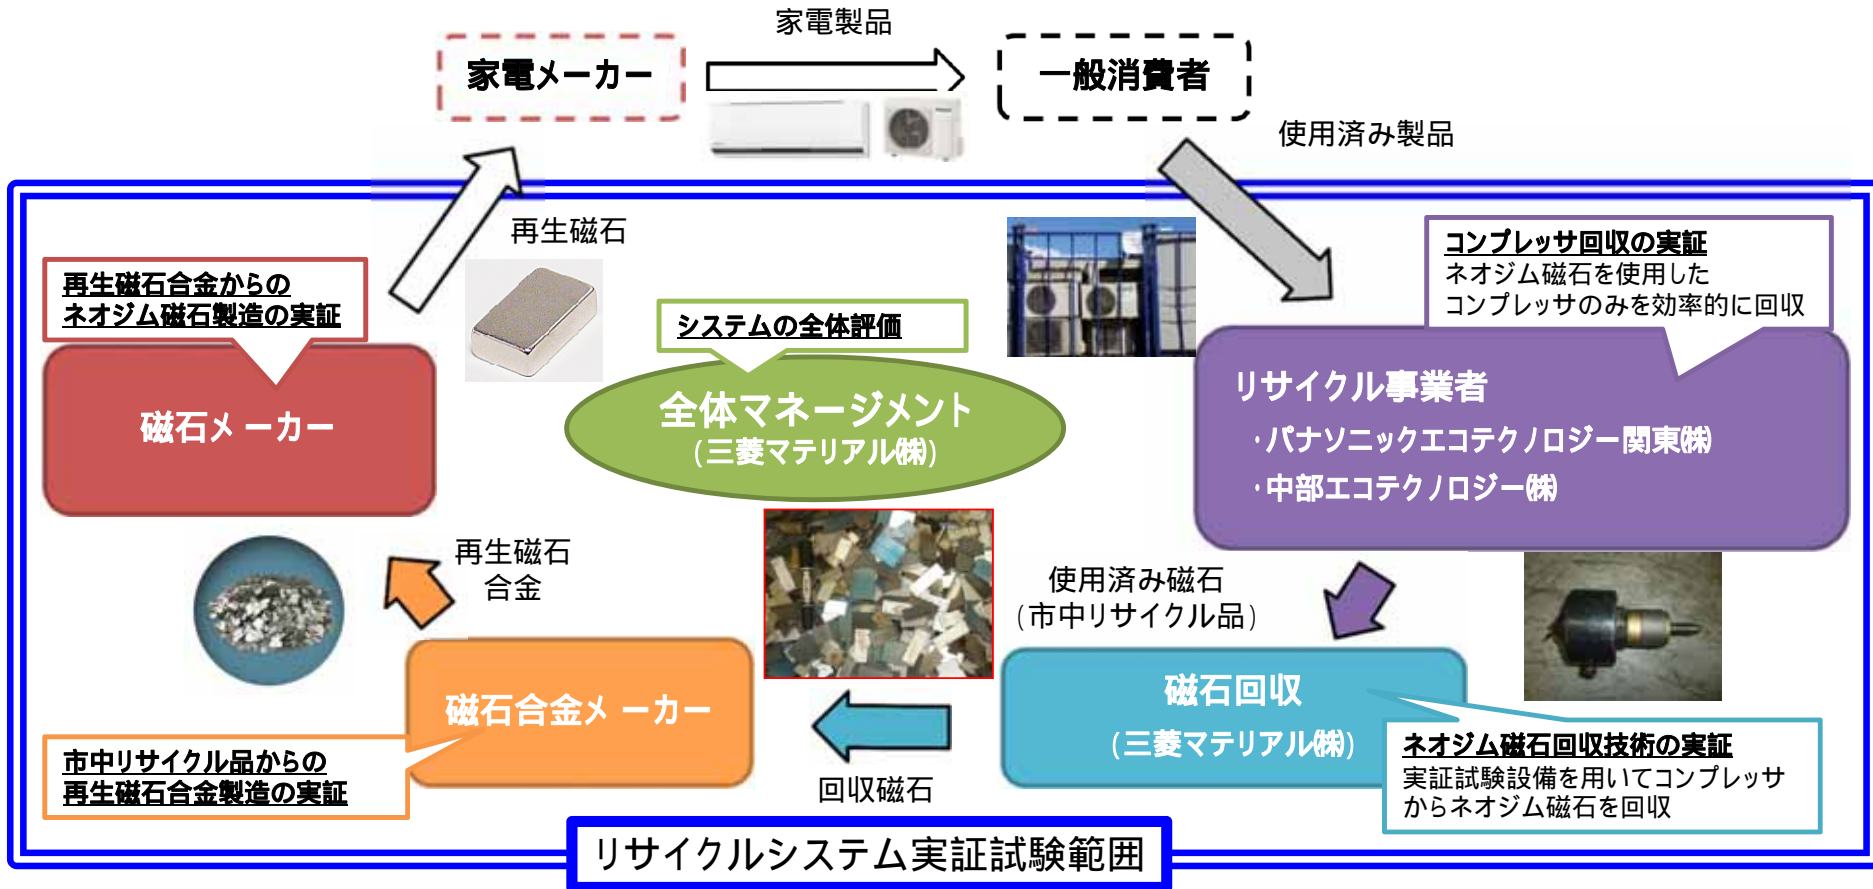 家電製品
家電メーカー
一般消費者
使用済み製品
再生磁石
コンプレッサ回収の実証
ネオジム磁石を使用した
コンプレッサのみを効率的に回収
再生磁石合金からの
ネオジム磁石製造の実証
システムの全体評価
磁石メーカー
全体マネージメント
(三菱マテリアル㈱)
リサイクル事業者
・パナソニックエコテクノロジー関東㈱
・中部エコテクノロジー㈱
再生磁石
合金
使用済み磁石
(市中リサイクル品)
磁石合金メーカー
磁石回収
(三菱マテリアル㈱)
市中リサイクル品からの
再生磁石合金製造の実証
回収磁石
ネオジム磁石回収技術の実証
実証試験設備を用いてコンプレッサ
からネオジム磁石を回収
リサイクルシステム実証試験範囲